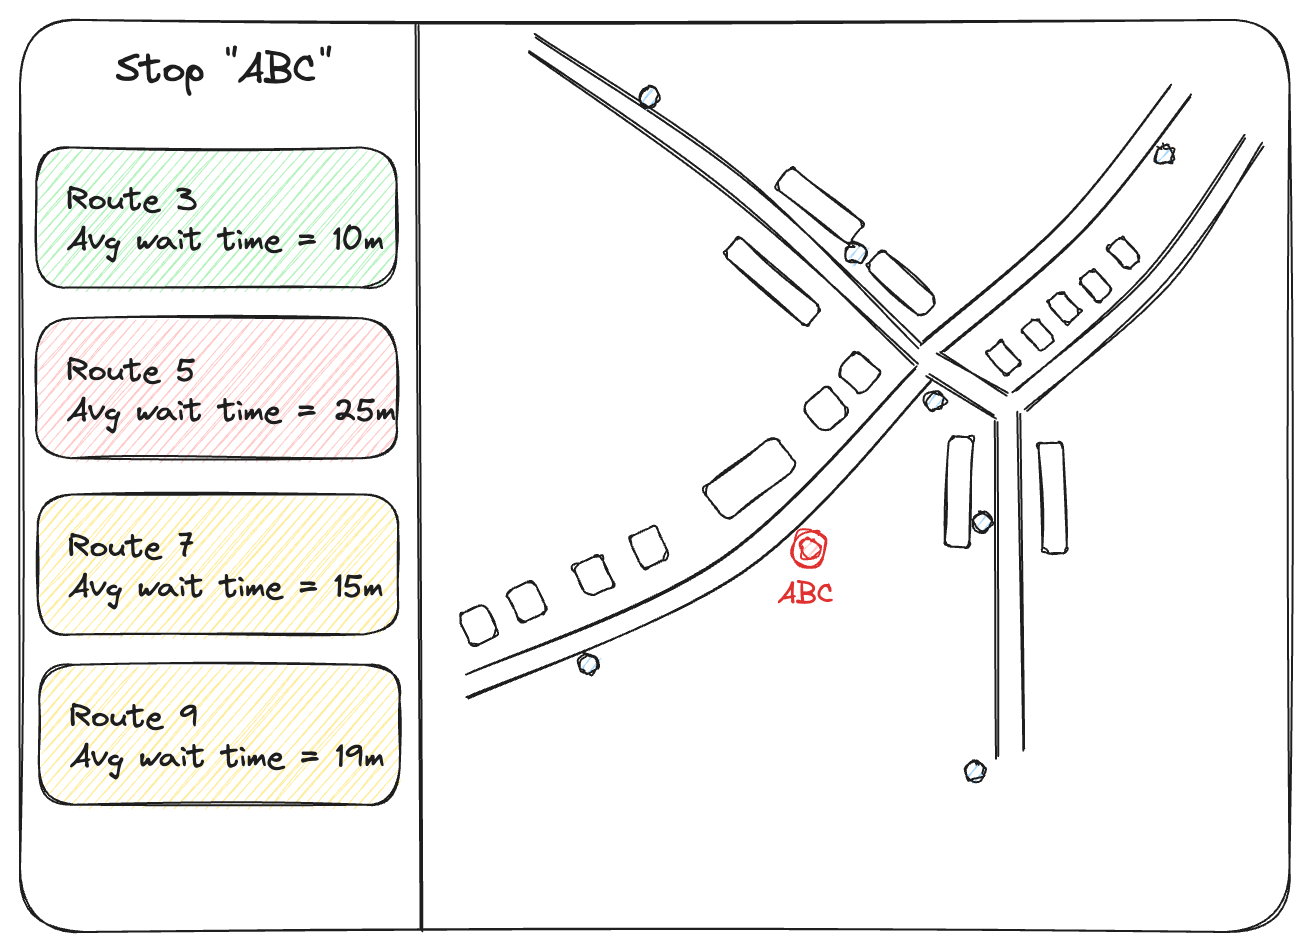 Stop "ABC"
Route 3
Avg wait time = 10m
Route 5
Avg wait time = 25m
Route 7
Avg wait time = 15m
Route 9
Avg wait time = 19m
ABC